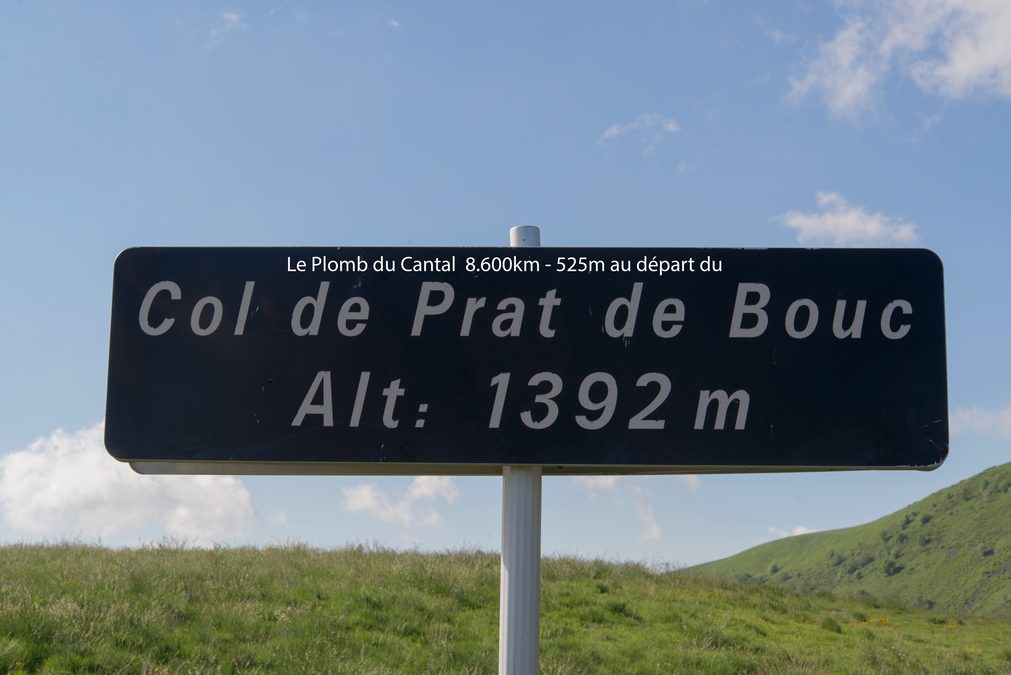 Le Plomb du Cantal 8.600km - 525m au départ du
Col de Prat de Bouc
Alt: 1392 m